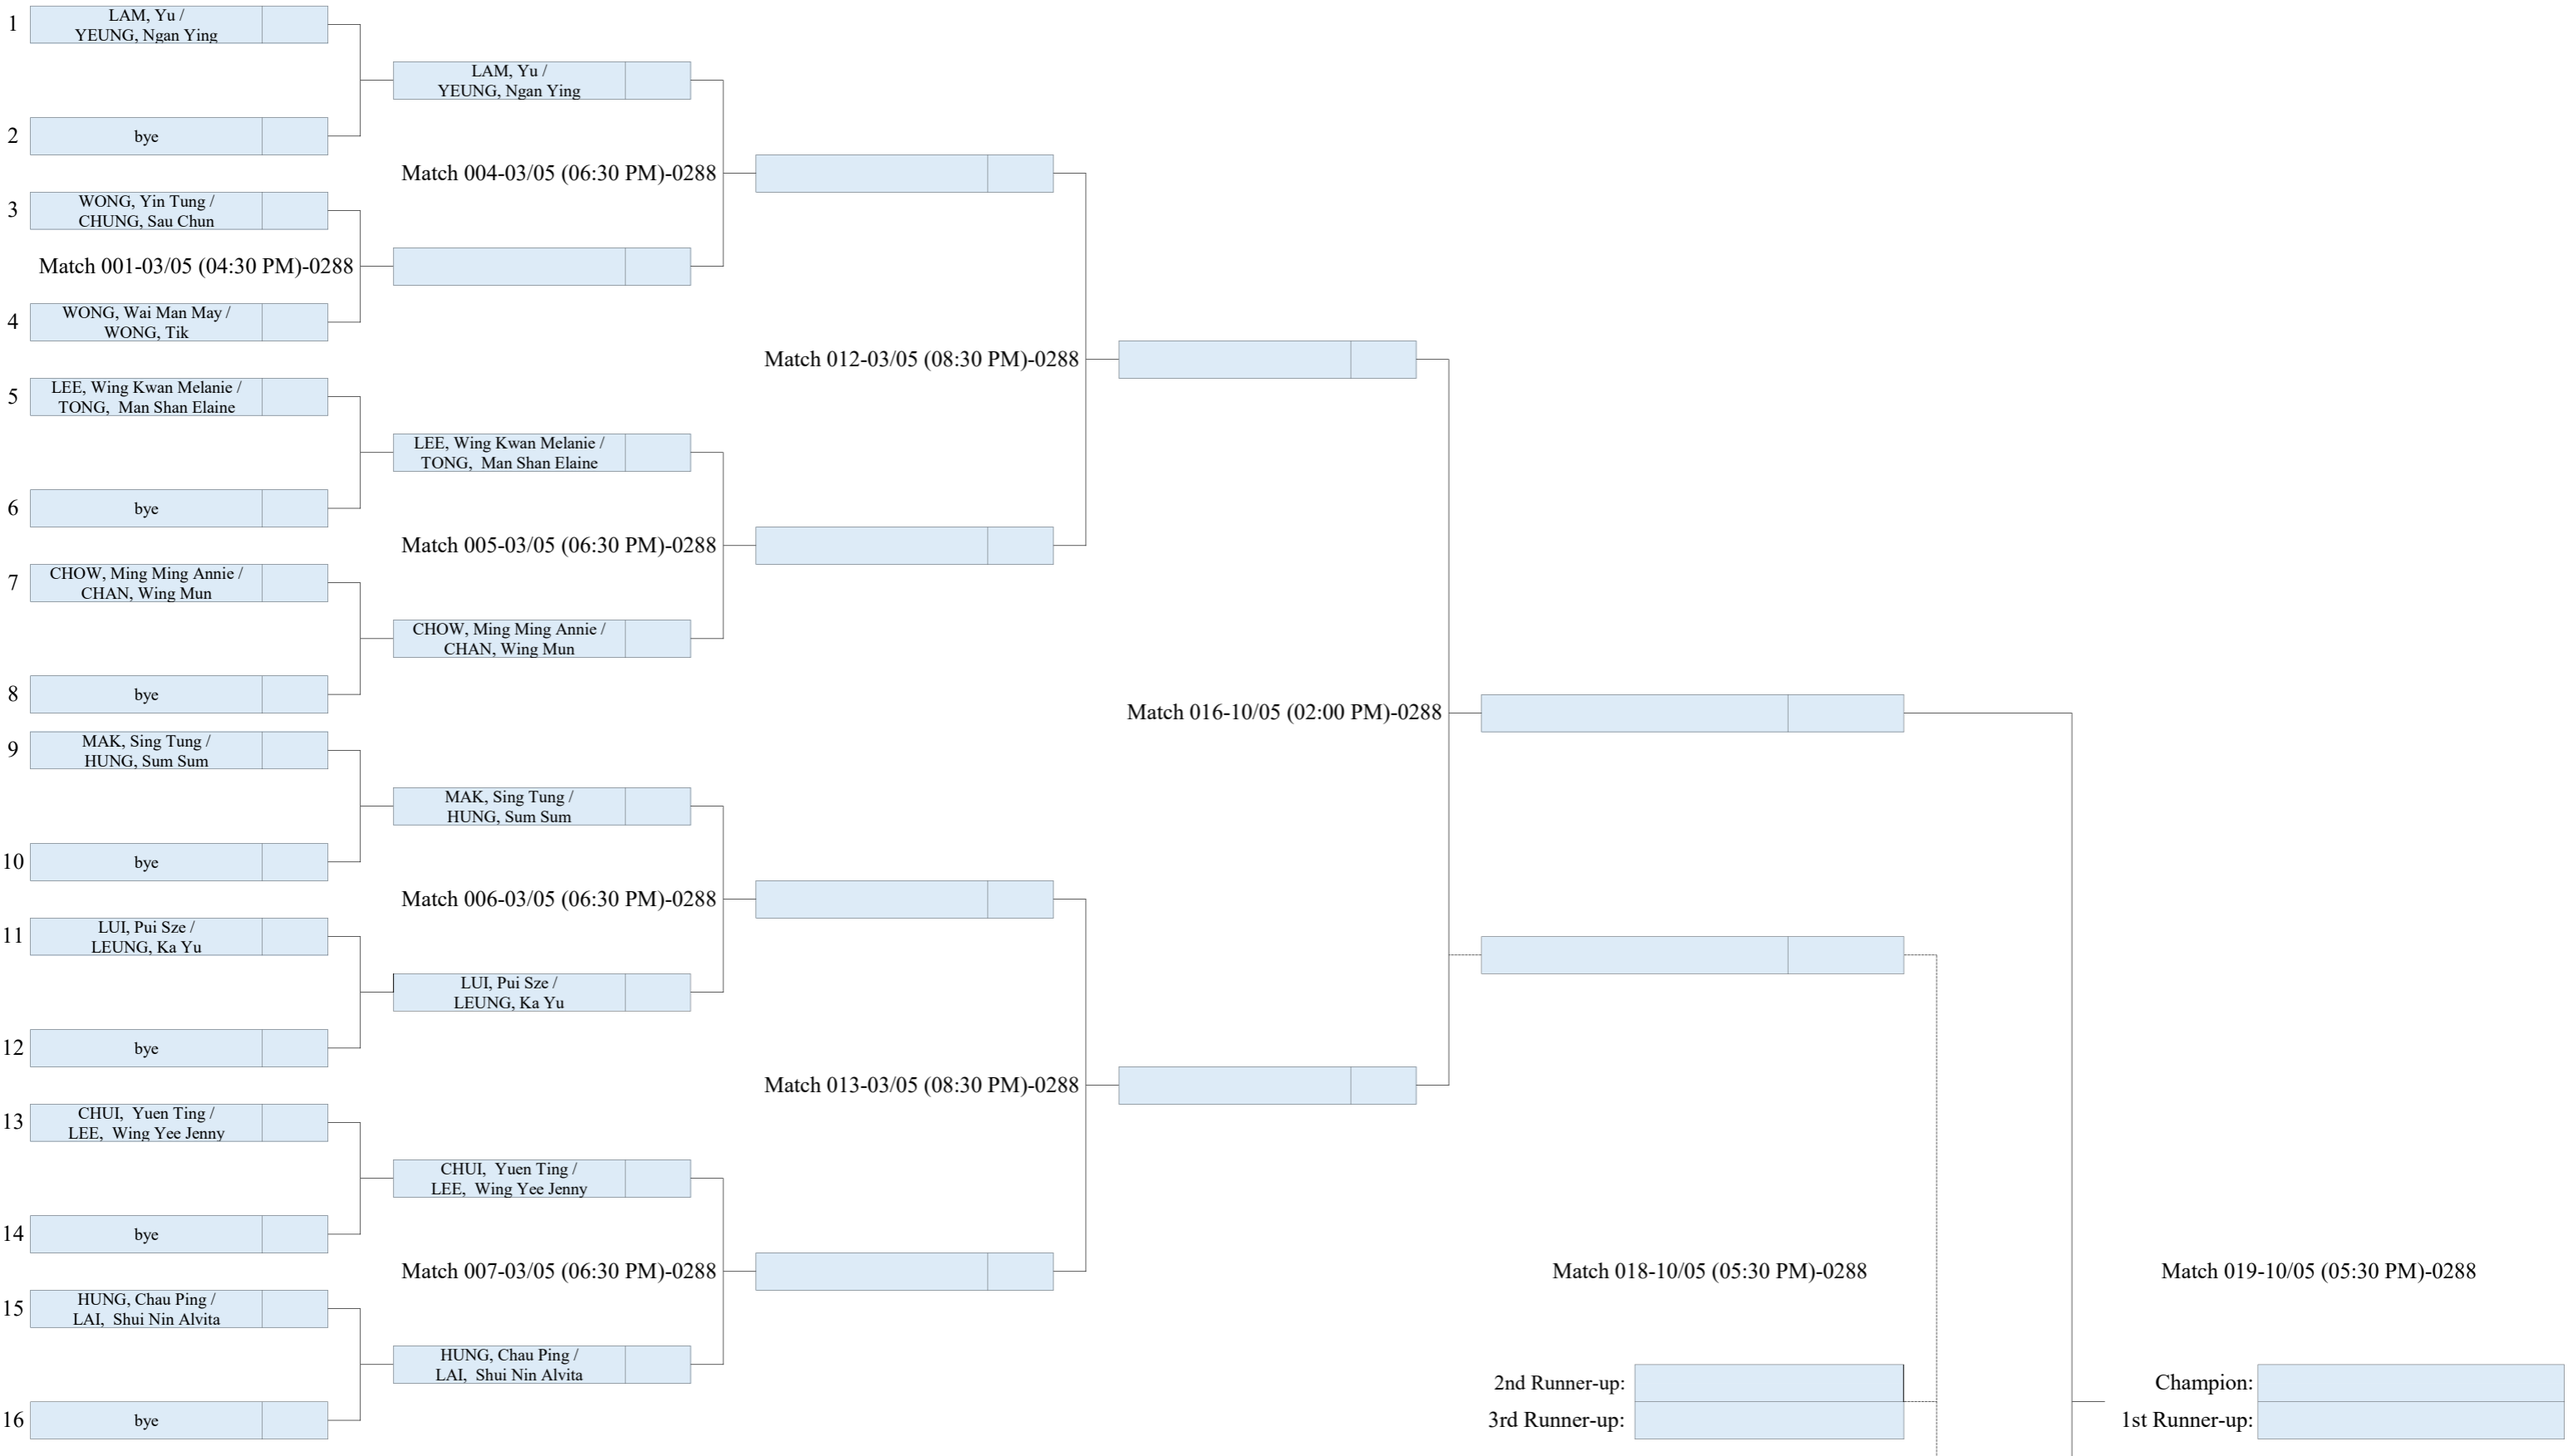 1
LAM, Yu /
YEUNG, Ngan Ying
2
bye
3
WONG, Yin Tung /
CHUNG, Sau Chun
Match 001-03/05 (04:30 PM)-0288
4
WONG, Wai Man May /
WONG, Tik
5
LEE, Wing Kwan Melanie /
TONG,  Man Shan Elaine
6
bye
7
CHOW, Ming Ming Annie /
CHAN, Wing Mun
8
bye
9
MAK, Sing Tung /
HUNG, Sum Sum
10
bye
11
LUI, Pui Sze /
LEUNG, Ka Yu
12
bye
13
CHUI,  Yuen Ting /
LEE,  Wing Yee Jenny
14
bye
15
HUNG, Chau Ping /
LAI,  Shui Nin Alvita
16
bye
LAM, Yu /
YEUNG, Ngan Ying
Match 004-03/05 (06:30 PM)-0288
LEE, Wing Kwan Melanie /
TONG,  Man Shan Elaine
Match 005-03/05 (06:30 PM)-0288
CHOW, Ming Ming Annie /
CHAN, Wing Mun
MAK, Sing Tung /
HUNG, Sum Sum
Match 006-03/05 (06:30 PM)-0288
LUI, Pui Sze /
LEUNG, Ka Yu
CHUI,  Yuen Ting /
LEE,  Wing Yee Jenny
Match 007-03/05 (06:30 PM)-0288
HUNG, Chau Ping /
LAI,  Shui Nin Alvita
Match 012-03/05 (08:30 PM)-0288
Match 013-03/05 (08:30 PM)-0288
Match 016-10/05 (02:00 PM)-0288
Match 018-10/05 (05:30 PM)-0288
2nd Runner-up:
3rd Runner-up:
Match 019-10/05 (05:30 PM)-0288
Champion:
1st Runner-up: